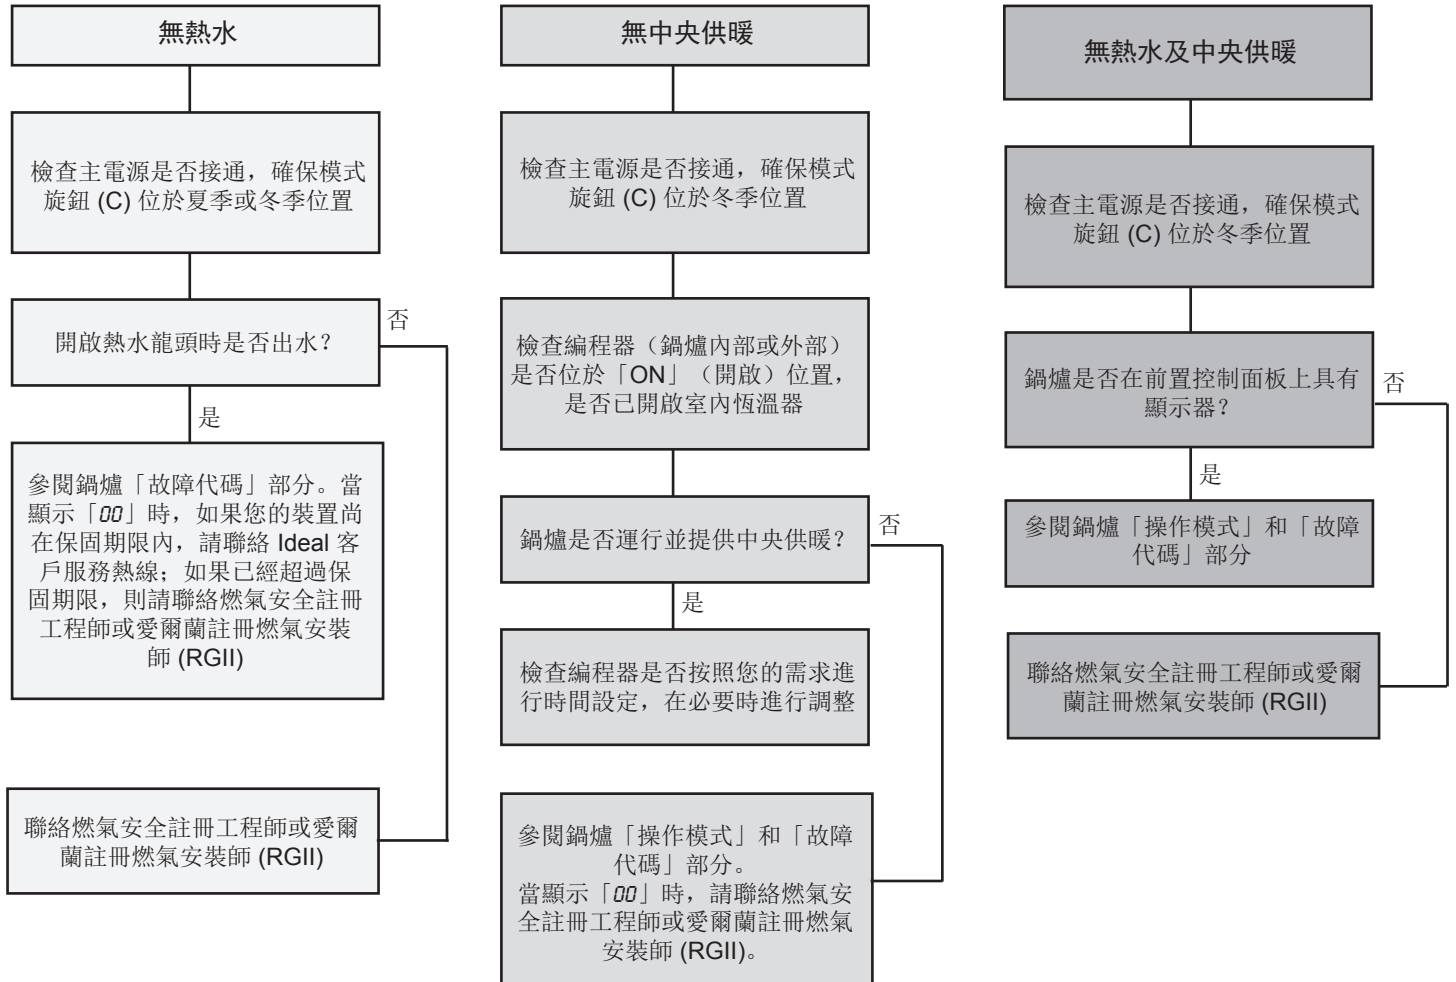 無熱水
檢查主電源是否接通，確保模式
旋鈕 (C) 位於夏季或冬季位置
開啟熱水龍頭時是否出水？
否
是
參閱鍋爐「故障代碼」部分。當
顯示「00」時，如果您的裝置尚
在保固期限內，請聯絡 Ideal 客
戶服務熱線；如果已經超過保
固期限，則請聯絡燃氣安全註冊
工程師或愛爾蘭註冊燃氣安裝
師 (RGII)
聯絡燃氣安全註冊工程師或愛爾
蘭註冊燃氣安裝師 (RGII)
無中央供暖
檢查主電源是否接通，確保模式
旋鈕 (C) 位於冬季位置
檢查編程器（鍋爐內部或外部）
是否位於「ON」（開啟）位置，
是否已開啟室內恆溫器
鍋爐是否運行並提供中央供暖？
否
是
檢查編程器是否按照您的需求進
行時間設定，在必要時進行調整
參閱鍋爐「操作模式」和「故障
代碼」部分。
當顯示「00」時，請聯絡燃氣安
全註冊工程師或愛爾蘭註冊燃氣
安裝師 (RGII)。
無熱水及中央供暖
檢查主電源是否接通，確保模式
旋鈕 (C) 位於冬季位置
鍋爐是否在前置控制面板上具有
顯示器？
否
是
參閱鍋爐「操作模式」和「故障
代碼」部分
聯絡燃氣安全註冊工程師或愛爾
蘭註冊燃氣安裝師 (RGII)